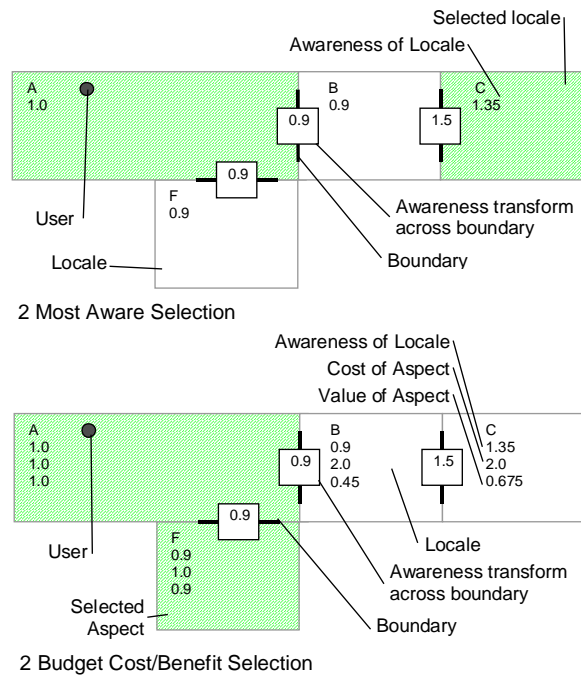 Selected locale
Awareness of Locale
A
1.0
B
0.9
C
1.35
0.9
1.5
0.9
F
0.9
User
Awareness transform
across boundary
Locale
Boundary
2 Most Aware Selection
Awareness of Locale
Cost of Aspect
Value of Aspect
A
1.0
1.0
1.0
B
0.9
2.0
0.45
C
1.35
2.0
0.675
0.9
1.5
0.9
F
0.9
1.0
0.9
User
Locale
Awareness transform
across boundary
Selected
Aspect
Boundary
2 Budget Cost/Benefit Selection